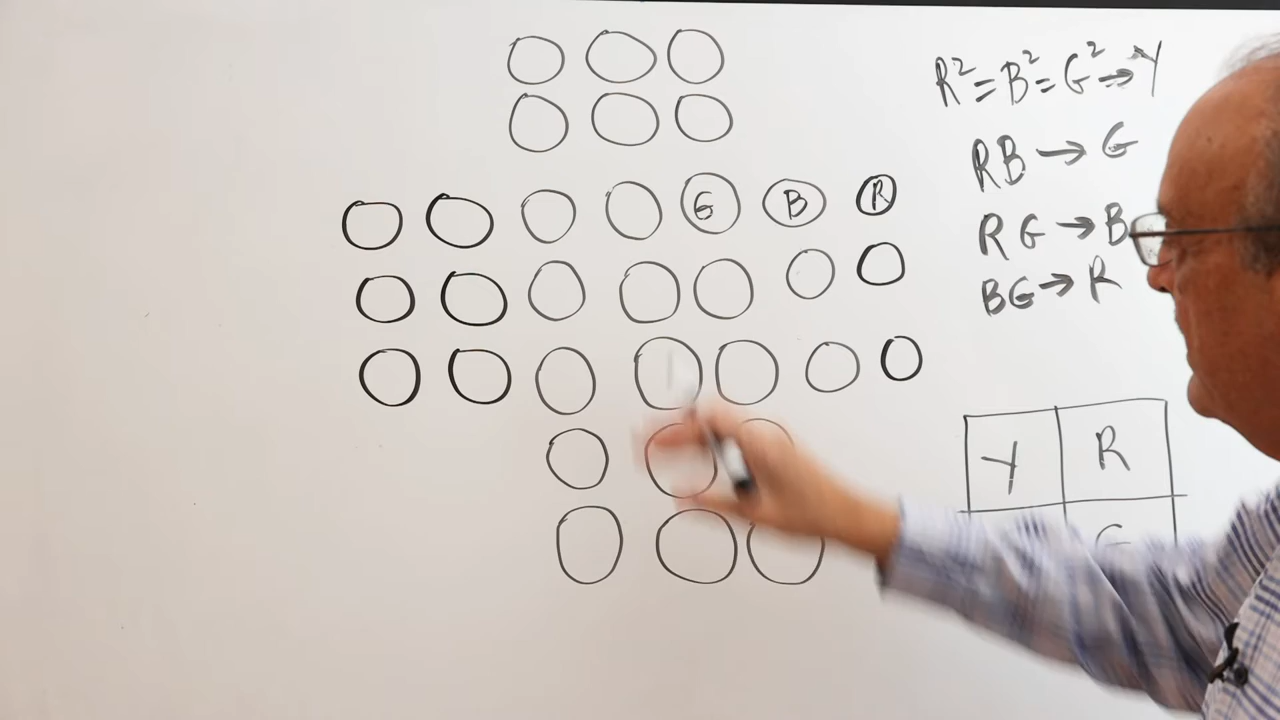 R²=B²=G²→Y
RB→G
G B R
RG→B
BG→R
Y R
G